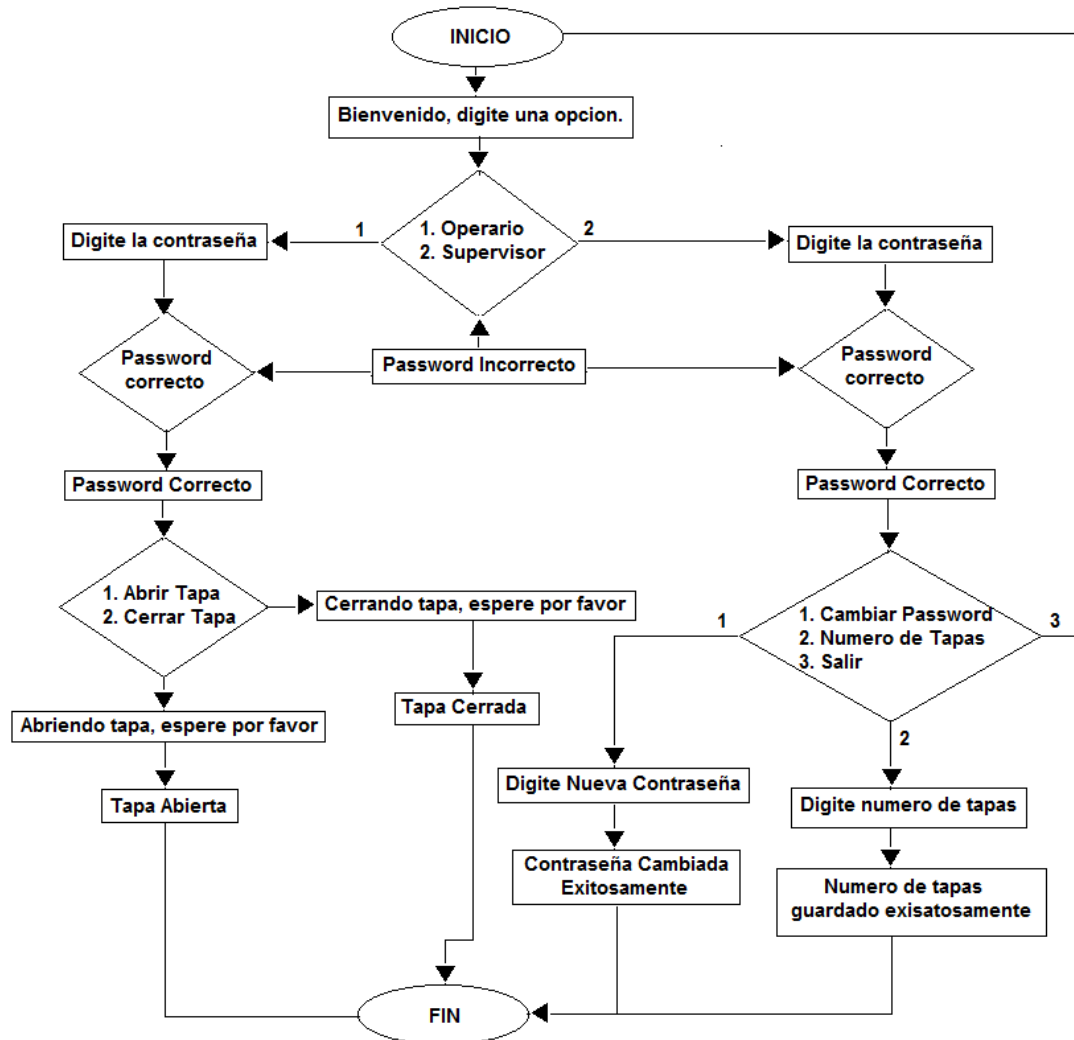 INICIO
Bienvenido, digite una opcion.
1
1. Operario
2. Supervisor
2
Digite la contraseña
Digite la contraseña
Password
correcto
Password Incorrecto
Password
correcto
Password Correcto
Password Correcto
1. Abrir Tapa
2. Cerrar Tapa
Cerrando tapa, espere por favor
1
1. Cambiar Password
2. Numero de Tapas
3. Salir
3
Abriendo tapa, espere por favor
Tapa Cerrada
2
Tapa Abierta
Digite Nueva Contraseña
Digite numero de tapas
Contraseña Cambiada
Exitosamente
Numero de tapas
guardado exisatosamente
FIN